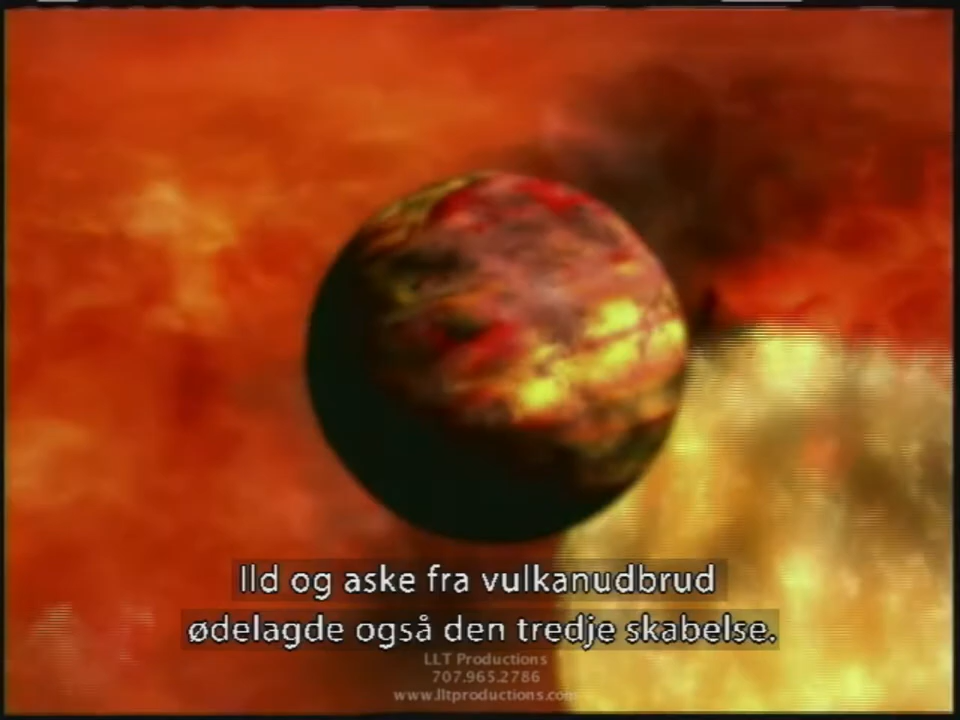 Ild og aske fra vulkanudbrud
ødelagde også den tredje skabelse.
LLT Productions
707.965.2786
www.lltproductions.com